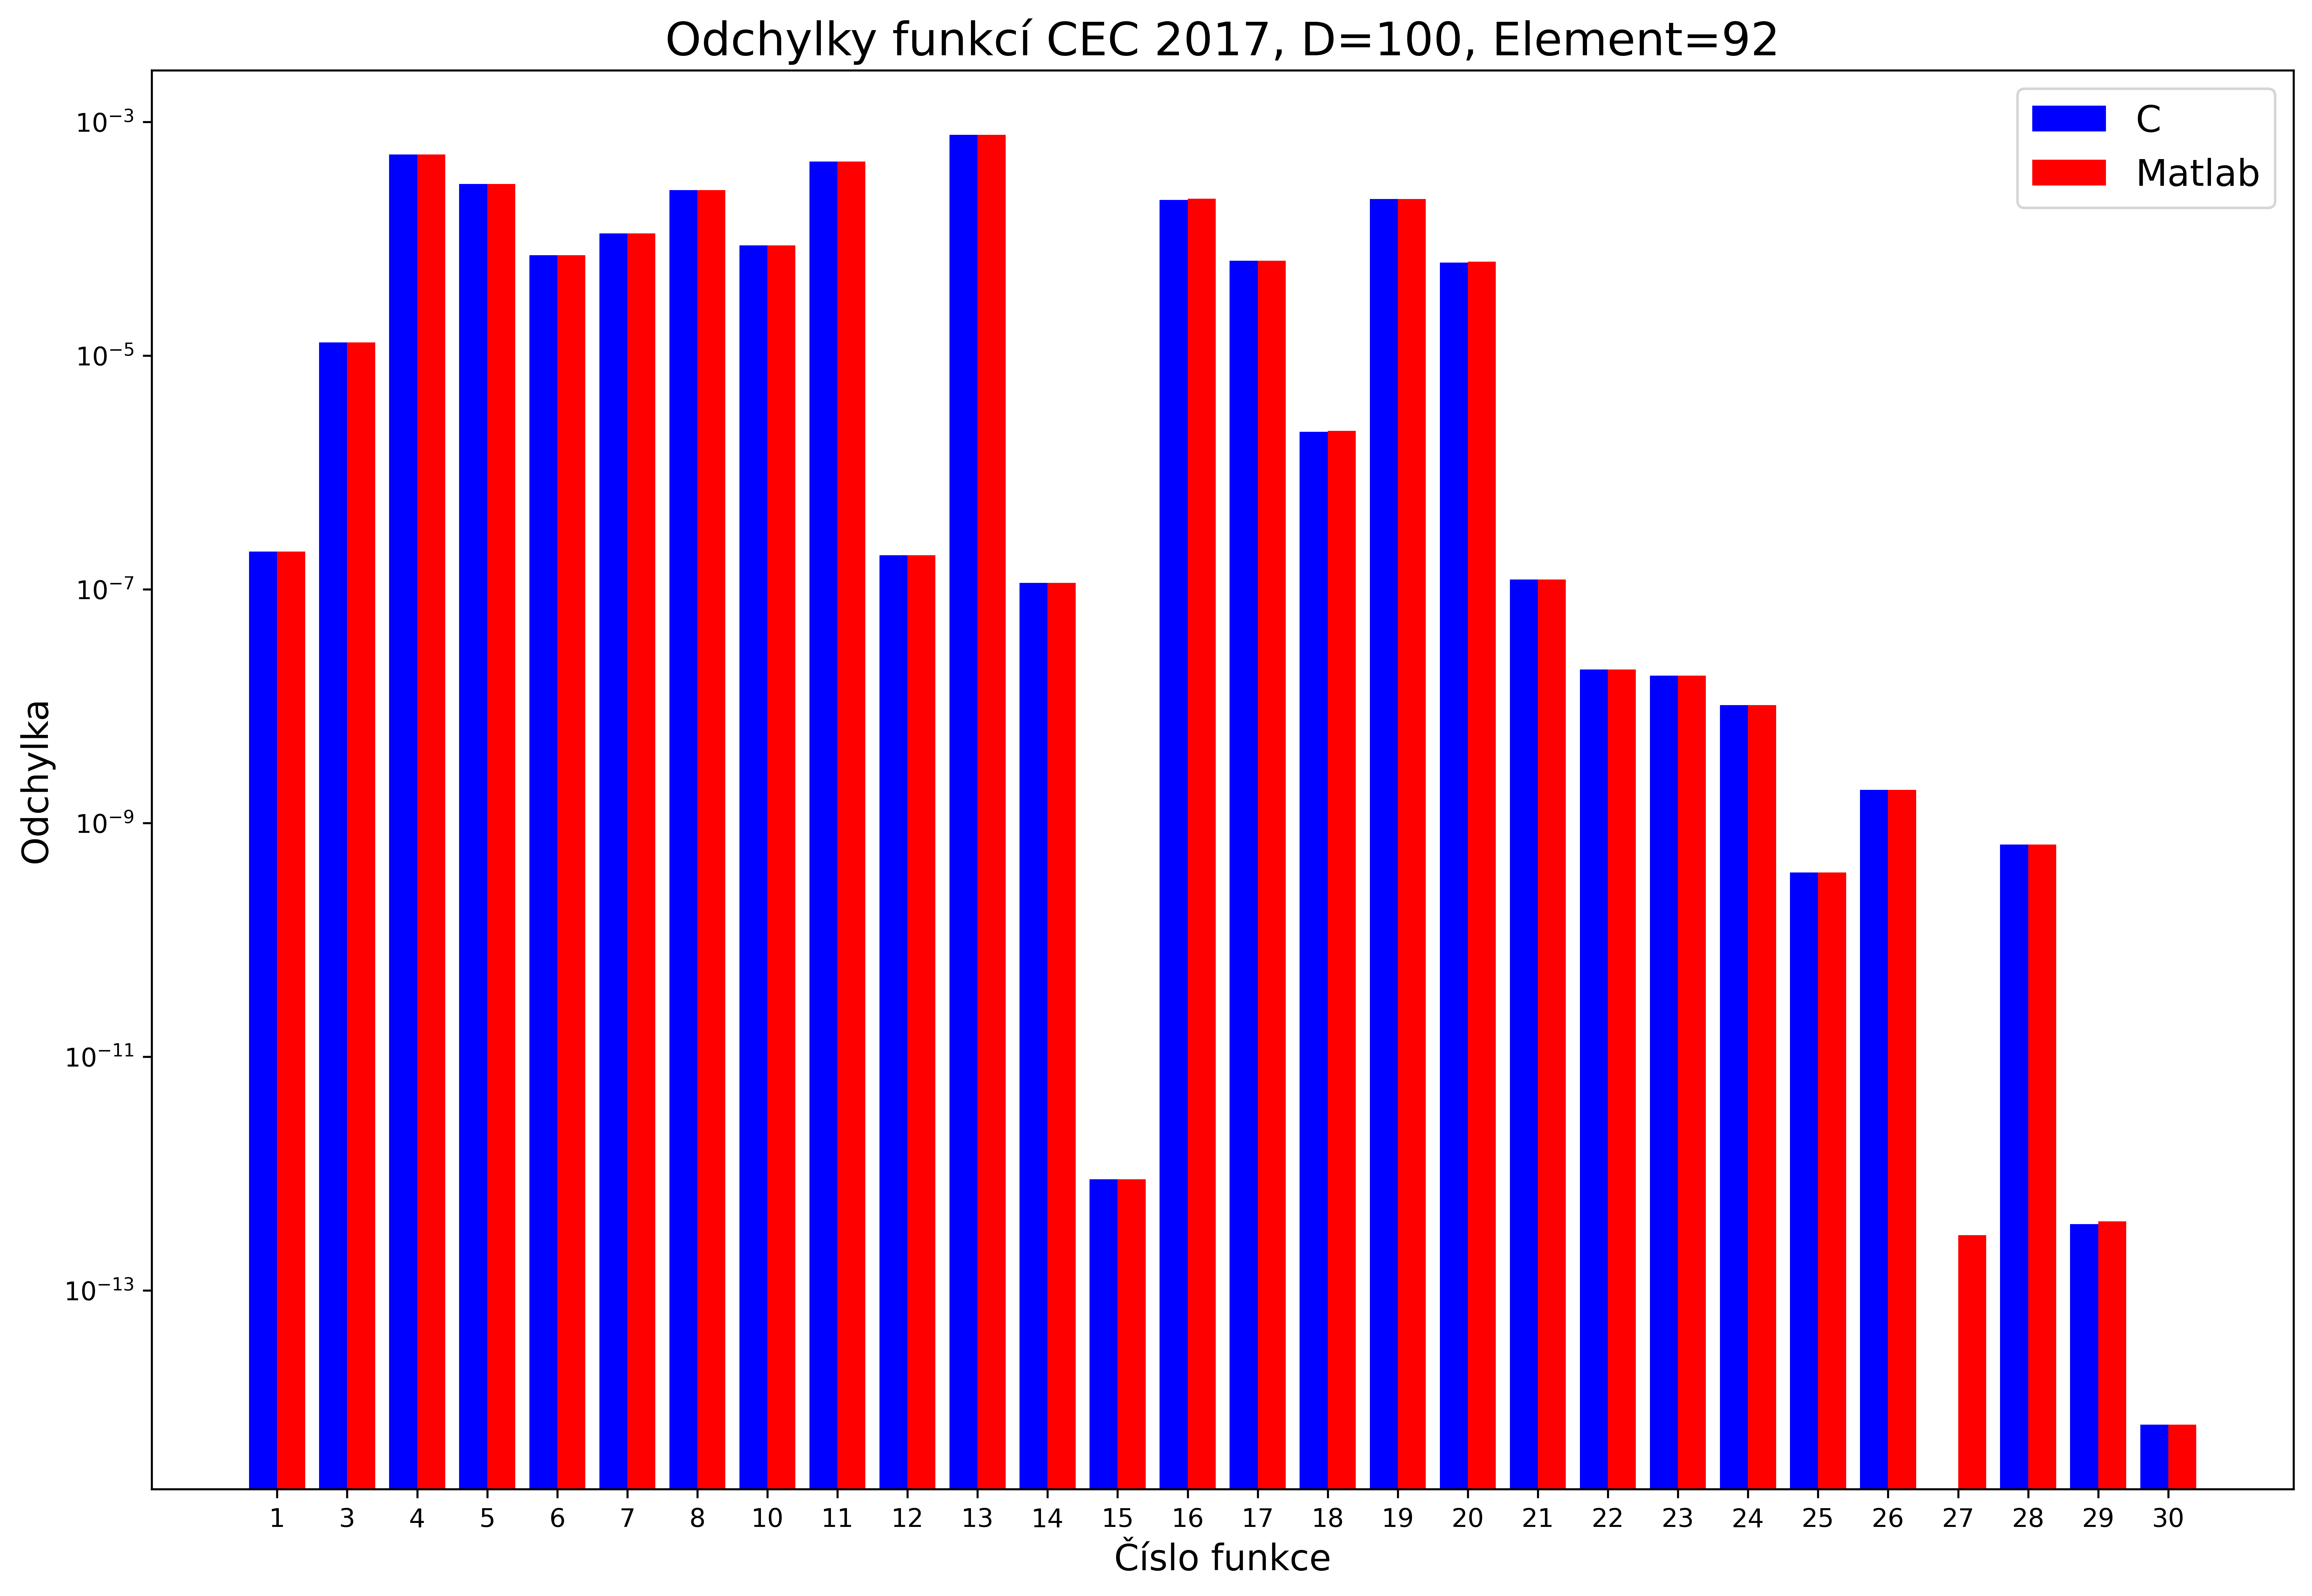 Odchylky funkcí CEC 2017, D=100, Element=92
C
Matlab
Odchylka
10⁻³
10⁻⁵
10⁻⁷
10⁻⁹
10⁻¹¹
10⁻¹³
1 3 4 5 6 7 8 10 11 12 13 14 15 16 17 18 19 20 21 22 23 24 25 26 27 28 29 30
Číslo funkce